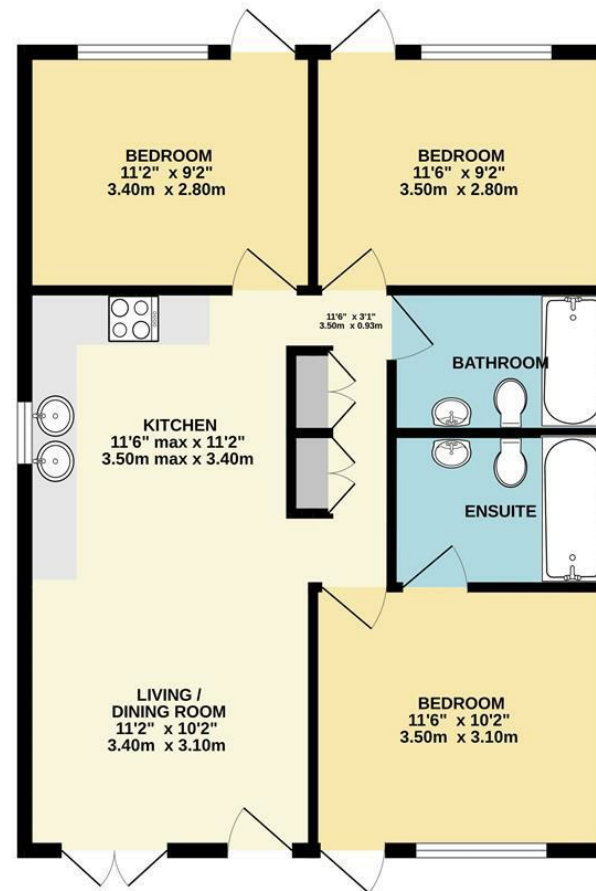 BEDROOM
11'2" x 9'2"
3.40m x 2.80m
BEDROOM
11'6" x 9'2"
3.50m x 2.80m
11'6" x 3'1"
3.50m x 0.93m
BATHROOM
KITCHEN
11'6" max x 11'2"
3.50m max x 3.40m
ENSUITE
LIVING /
DINING ROOM
11'2" x 10'2"
3.40m x 3.10m
BEDROOM
11'6" x 10'2"
3.50m x 3.10m